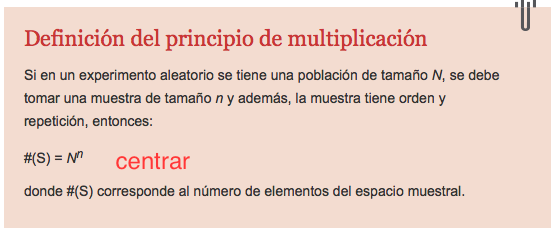 Definición del principio de multiplicación
Si en un experimento aleatorio se tiene una población de tamaño N, se debe
tomar una muestra de tamaño n y además, la muestra tiene orden y
repetición, entonces:
#(S) = Nⁿ centrar
donde #(S) corresponde al número de elementos del espacio muestral.